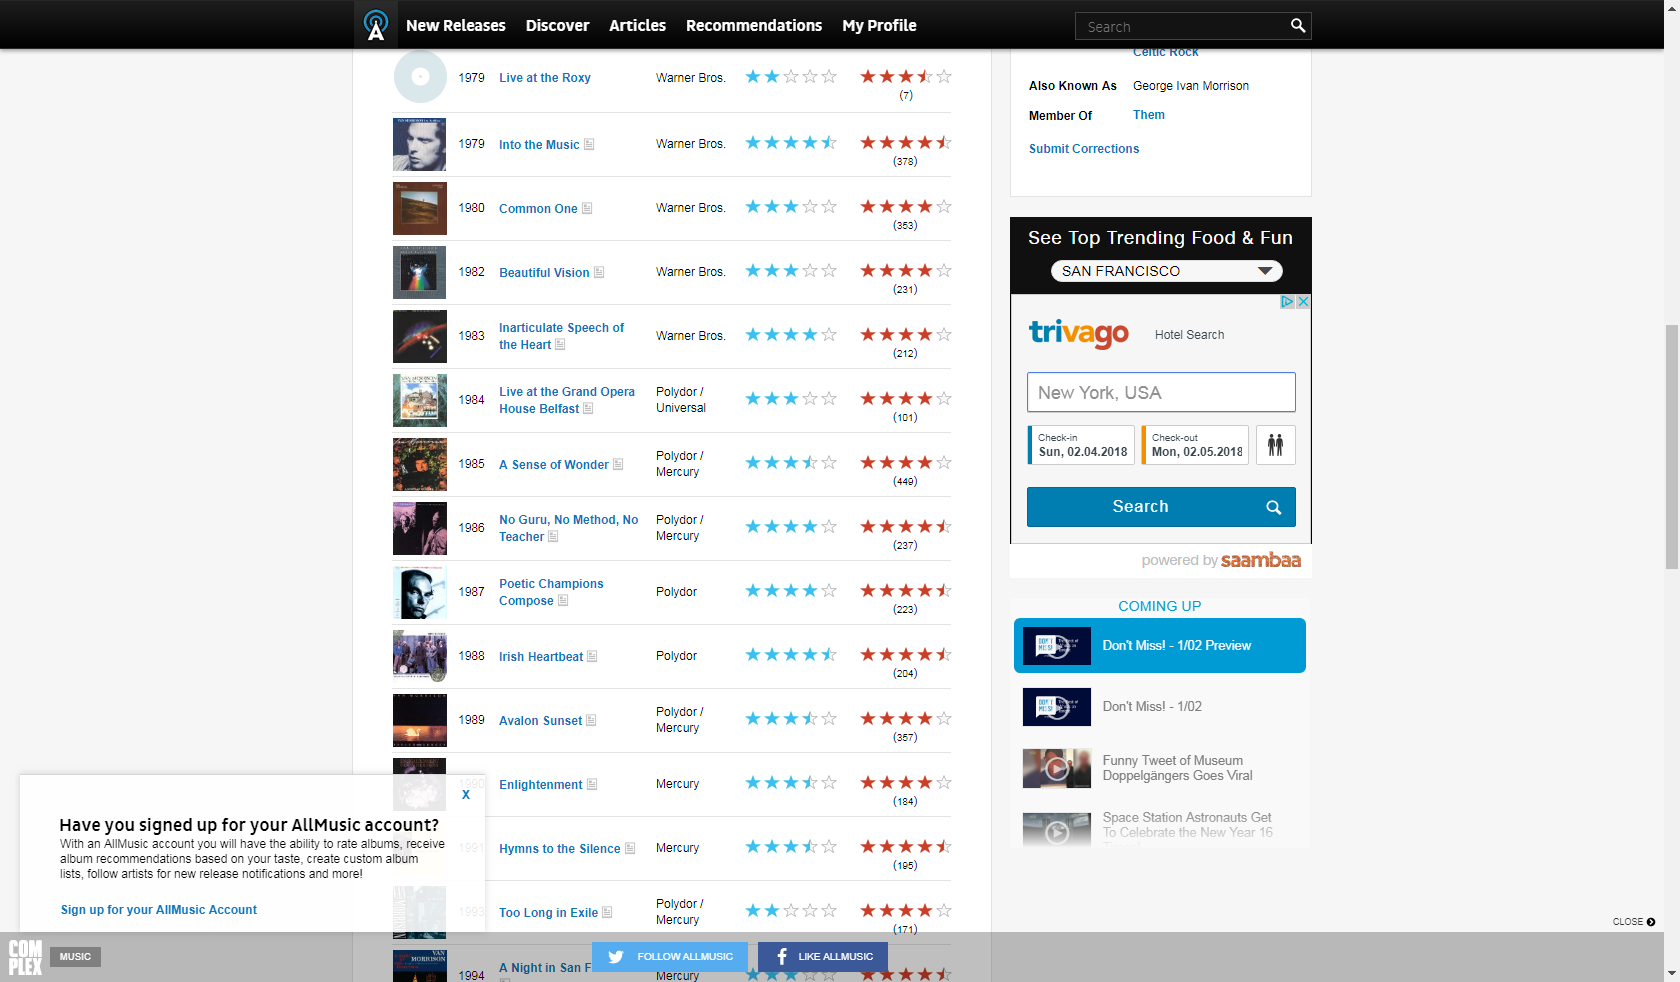 New Releases Discover Articles Recommendations My Profile Search
1979 Live at the Roxy Warner Bros.
(7)
1979 Into the Music Warner Bros.
(378)
1980 Common One Warner Bros.
(353)
1982 Beautiful Vision Warner Bros.
(231)
1983 Inarticulate Speech of
the Heart Warner Bros.
(212)
1984 Live at the Grand Opera
House Belfast Polydor /
Universal
(101)
1985 A Sense of Wonder Polydor /
Mercury
(449)
1986 No Guru, No Method, No
Teacher Polydor /
Mercury
(237)
1987 Poetic Champions
Compose Polydor
(223)
1988 Irish Heartbeat Polydor
(204)
1989 Avalon Sunset Polydor /
Mercury
(357)
1990 Enlightenment Mercury
(184)
1991 Hymns to the Silence Mercury
(195)
1993 Too Long in Exile Polydor /
Mercury
(171)
1994 A Night in San F Mercury
VAN
MORRISON
Celtic Rock
Also Known As George Ivan Morrison
Member Of Them
Submit Corrections
See Top Trending Food & Fun
SAN FRANCISCO
trivago Hotel Search
New York, USA
Check-in
Sun, 02.04.2018
Check-out
Mon, 02.05.2018
Search
powered by saambaa
COMING UP
DON'T
MISS!
Don't Miss! - 1/02 Preview
DON'T
MISS!
Don't Miss! - 1/02
Funny Tweet of Museum
Doppelgängers Goes Viral
Space Station Astronauts Get
To Celebrate the New Year 16
X
Have you signed up for your AllMusic account?
With an AllMusic account you will have the ability to rate albums, receive
album recommendations based on your taste, create custom album
lists, follow artists for new release notifications and more!
Sign up for your AllMusic Account
CLOSE
COM
PLEX
MUSIC
FOLLOW ALLMUSIC
LIKE ALLMUSIC